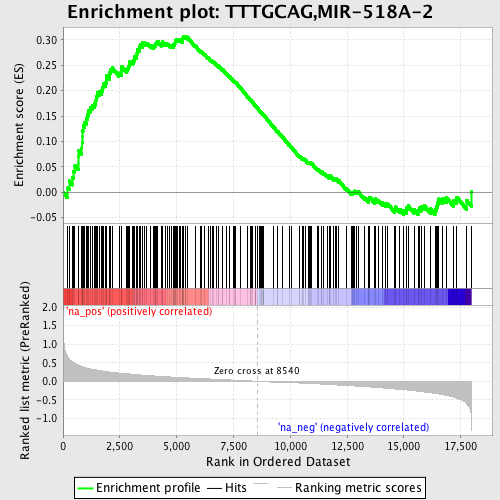 Enrichment plot: TTTGCAG,MIR-518A-2
Enrichment score (ES)
0.30
0.25
0.20
0.15
0.10
0.05
0.00
-0.05
'na_pos' (positively correlated)
Ranked list metric (PreRanked)
2.0
1.5
1.0
0.5
0.0
-0.5
-1.0
Zero cross at 8540
'na_neg' (negatively correlated)
0
2,500
5,000
7,500
10,000
12,500
15,000
17,500
Rank in Ordered Dataset
Enrichment profile
Hits
Ranking metric scores